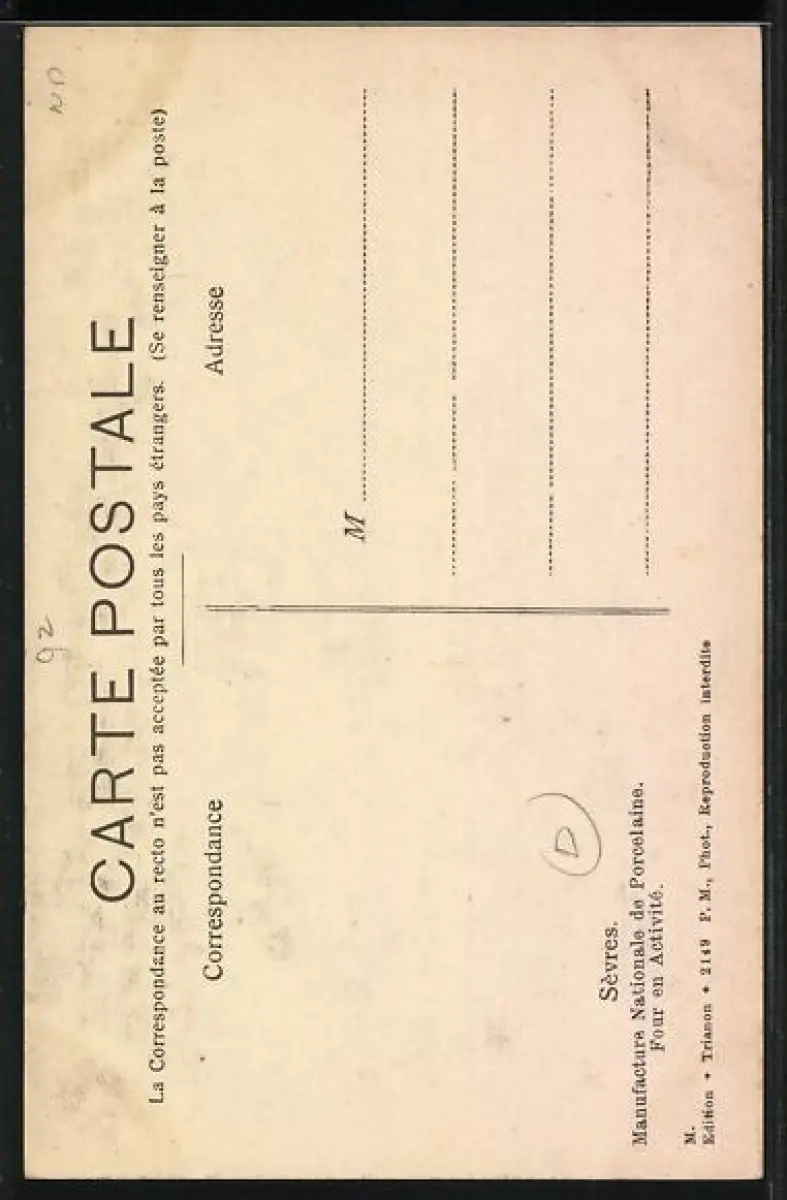 92
CARTE POSTALE
La Correspondance au recto n'est pas acceptée par tous les pays étrangers. (Se renseigner à la poste)
Correspondance
Adresse
M
D
Sèvres.
Manufacture Nationale de Porcelaine.
Four en Activité.
M.
Edition * Trianon * 2149 P. M., Phot., Reproduction interdite